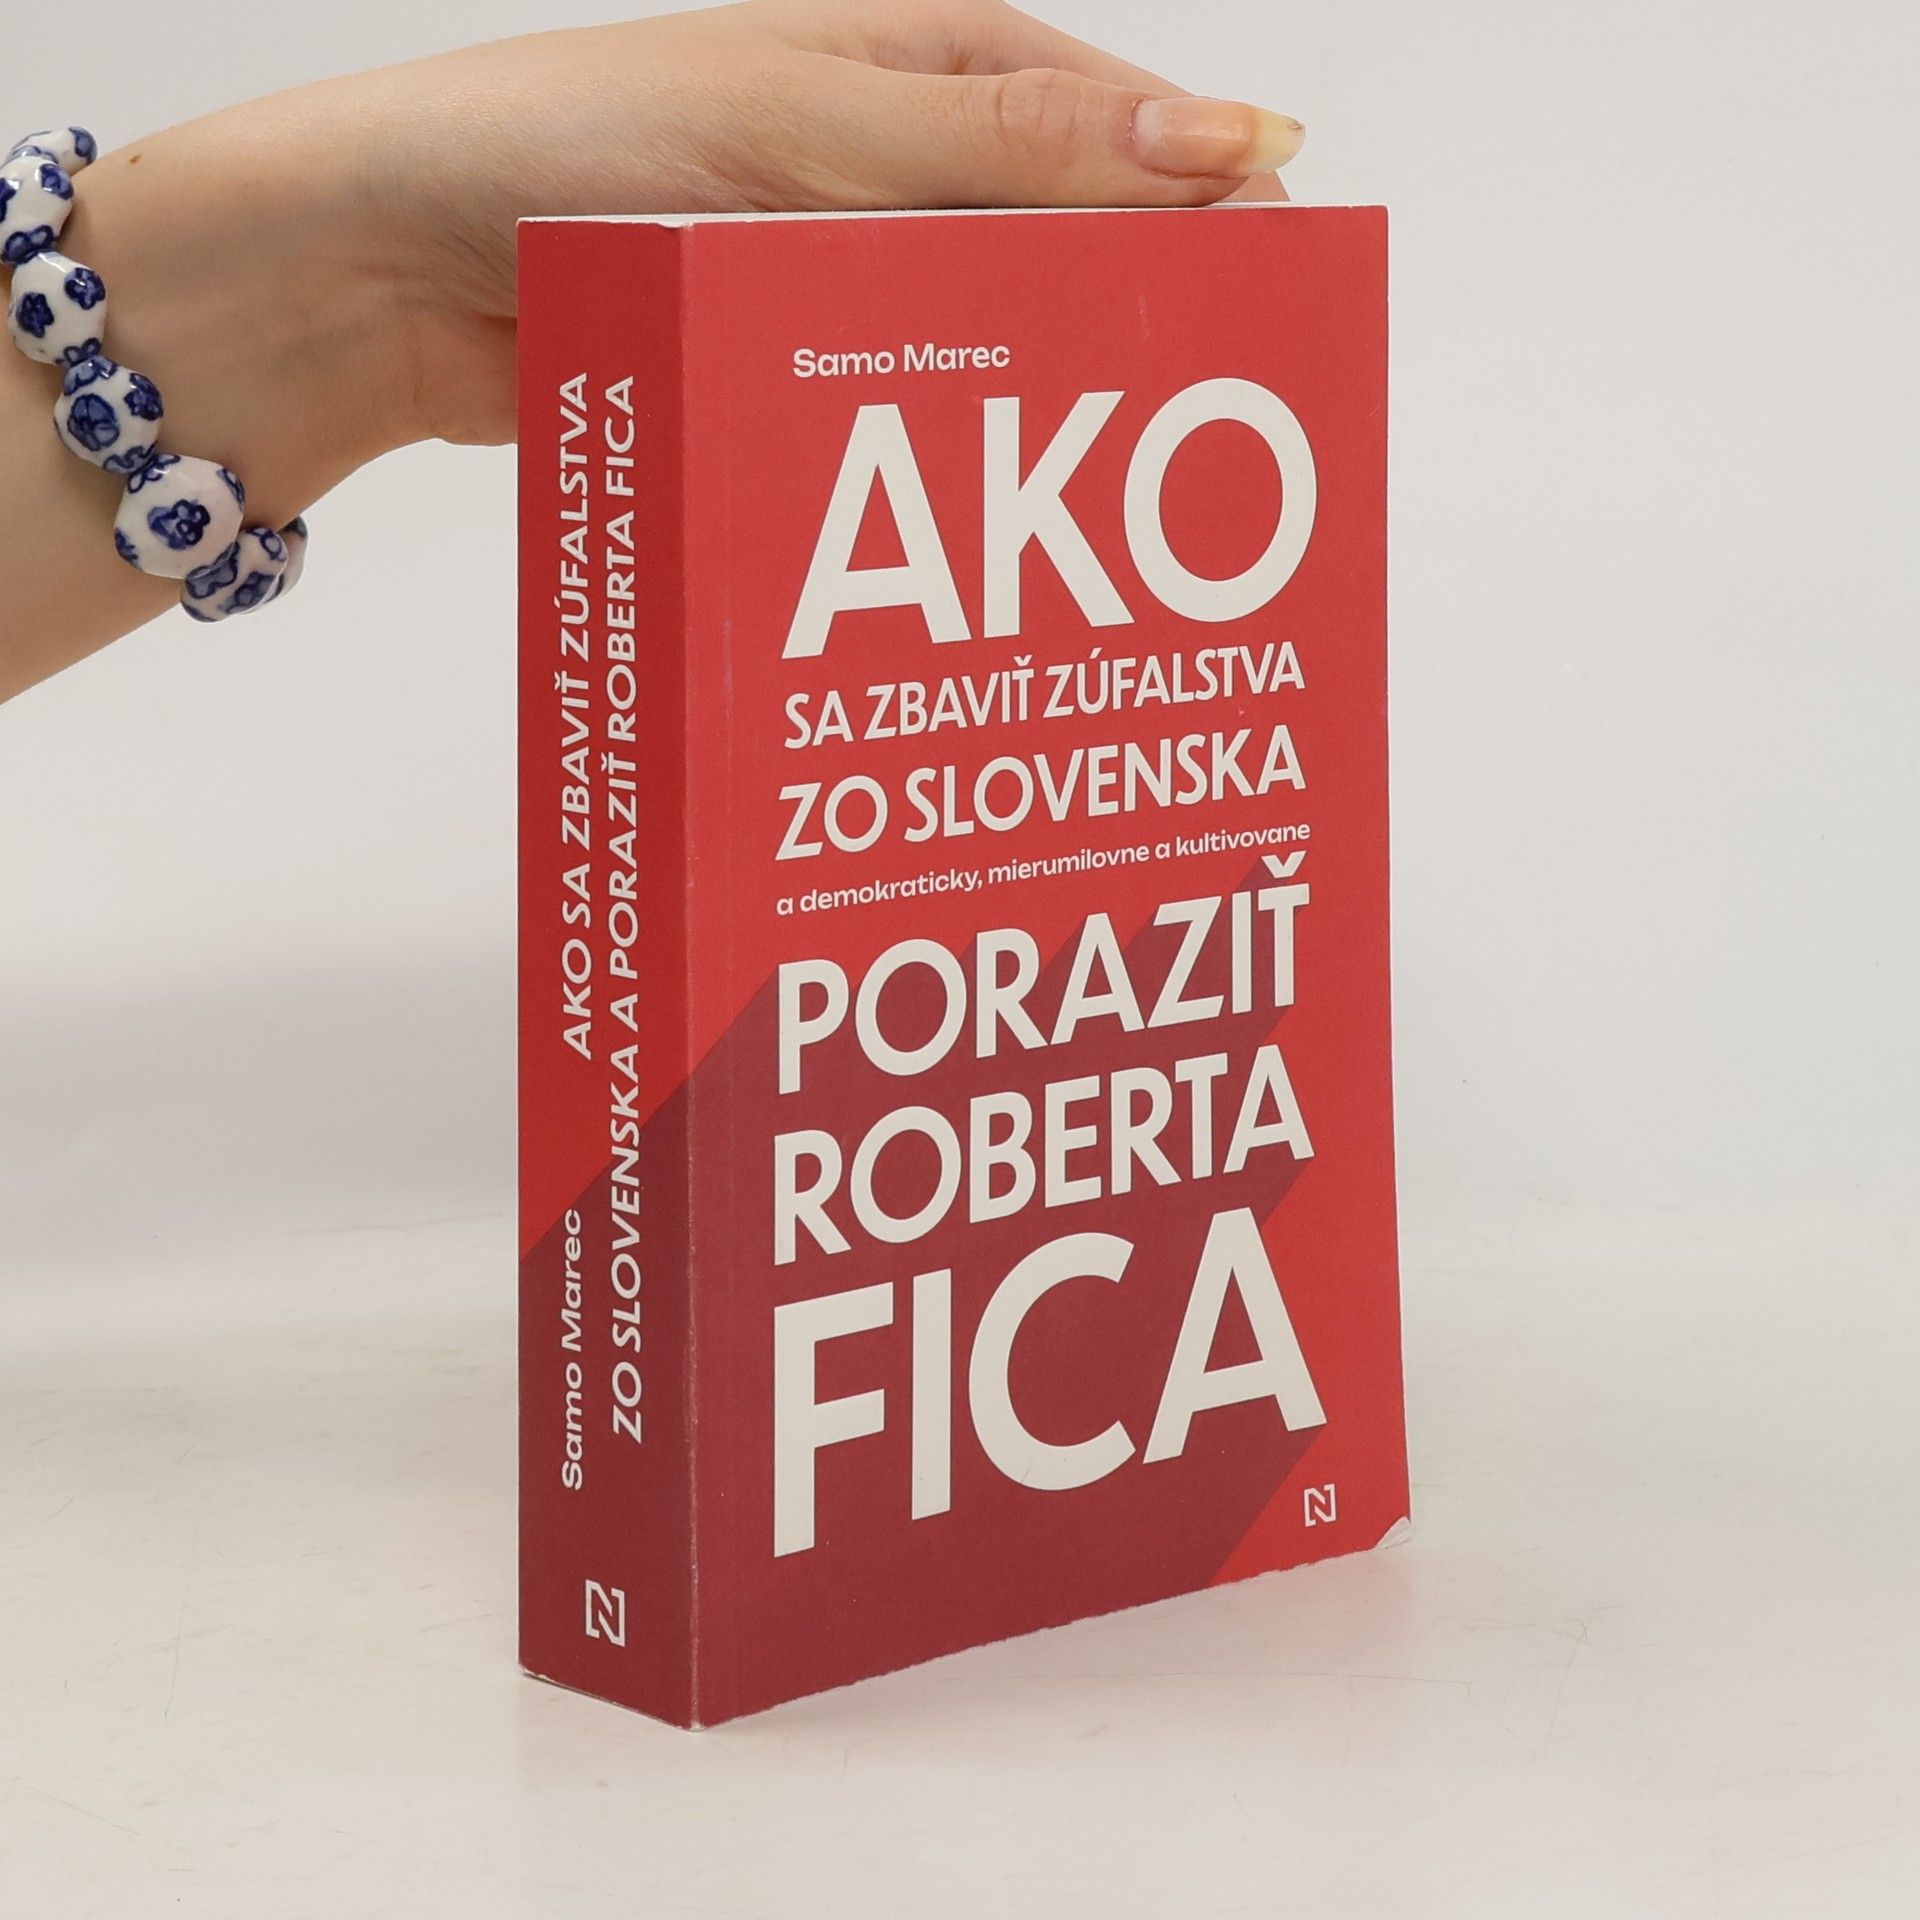 Samo Marec
AKO
SA ZBAVIŤ ZÚFALSTVA
ZO SLOVENSKA
a demokraticky, mierumilovne a kultivovane
PORAZIŤ
ROBERTA
FICA
N
Samo Marec
AKO SA ZBAVIŤ ZÚFALSTVA
ZO SLOVENSKA A PORAZIŤ ROBERTA FICA
N